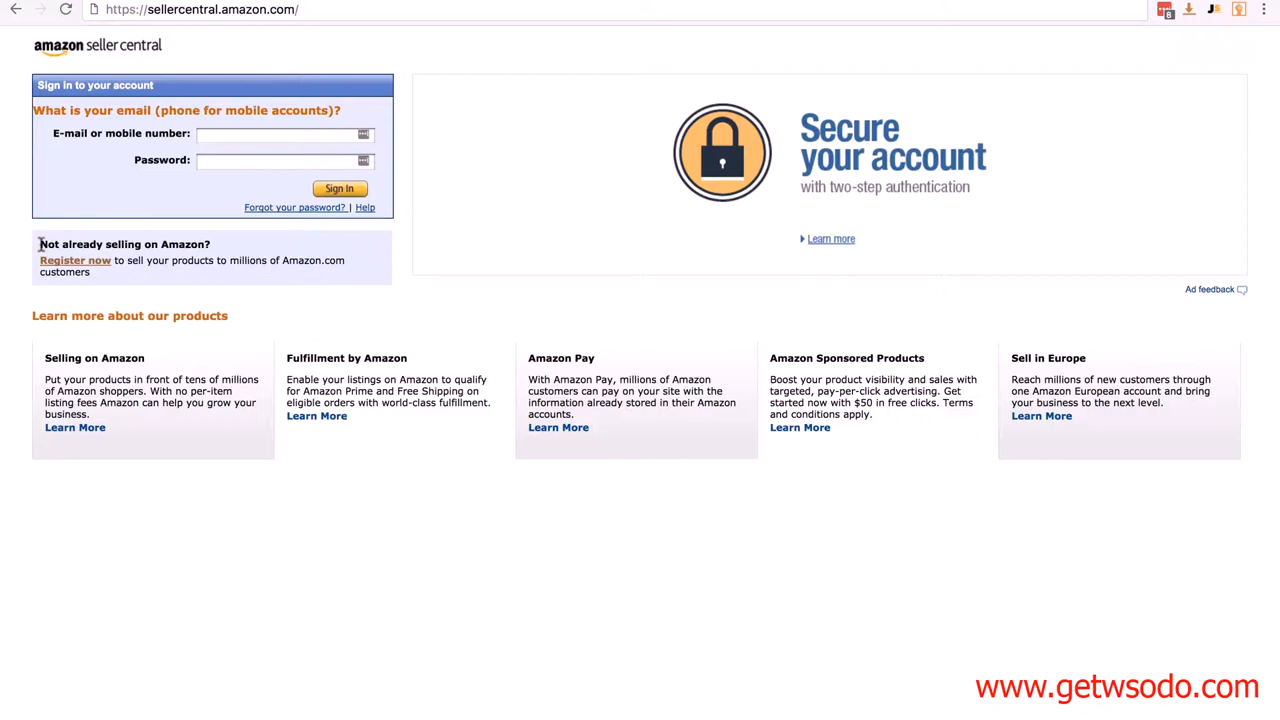 https://sellercentral.amazon.com/
8
JS
amazon seller central
Sign in to your account
What is your email (phone for mobile accounts)?
E-mail or mobile number:
Password:
Sign In
Forgot your password? | Help
Not already selling on Amazon?
Register now to sell your products to millions of Amazon.com
customers
Secure
your account
with two-step authentication
Learn more
Ad feedback
Learn more about our products
Selling on Amazon
Put your products in front of tens of millions
of Amazon shoppers. With no per-item
listing fees Amazon can help you grow your
business.
Learn More
Fulfillment by Amazon
Enable your listings on Amazon to qualify
for Amazon Prime and Free Shipping on
eligible orders with world-class fulfillment.
Learn More
Amazon Pay
With Amazon Pay, millions of Amazon
customers can pay on your site with the
information already stored in their Amazon
accounts.
Learn More
Amazon Sponsored Products
Boost your product visibility and sales with
targeted, pay-per-click advertising. Get
started now with $50 in free clicks. Terms
and conditions apply.
Learn More
Sell in Europe
Reach millions of new customers through
one Amazon European account and bring
your business to the next level.
Learn More
www.getwsodo.com